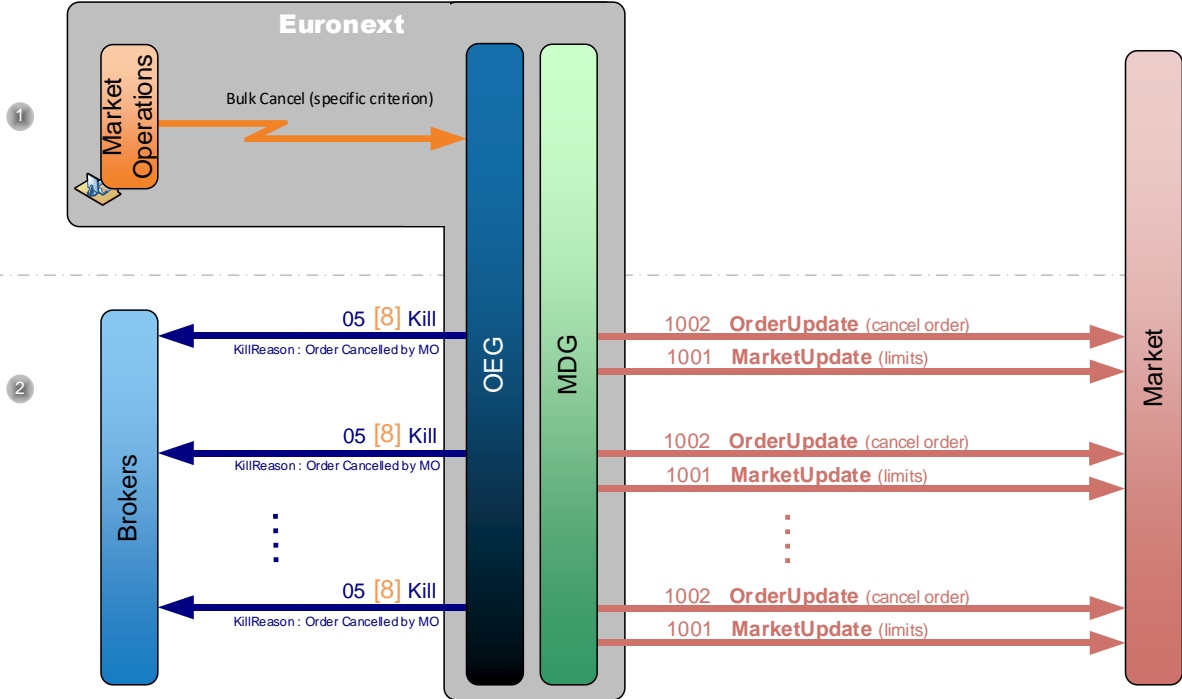 Euronext
1
Market Operations
Bulk Cancel (specific criterion)
OEG
MDG
Market
2
Brokers
05 [8] Kill
KillReason : Order Cancelled by MO
1002 OrderUpdate (cancel order)
1001 MarketUpdate (limits)
05 [8] Kill
KillReason : Order Cancelled by MO
1002 OrderUpdate (cancel order)
1001 MarketUpdate (limits)
05 [8] Kill
KillReason : Order Cancelled by MO
1002 OrderUpdate (cancel order)
1001 MarketUpdate (limits)